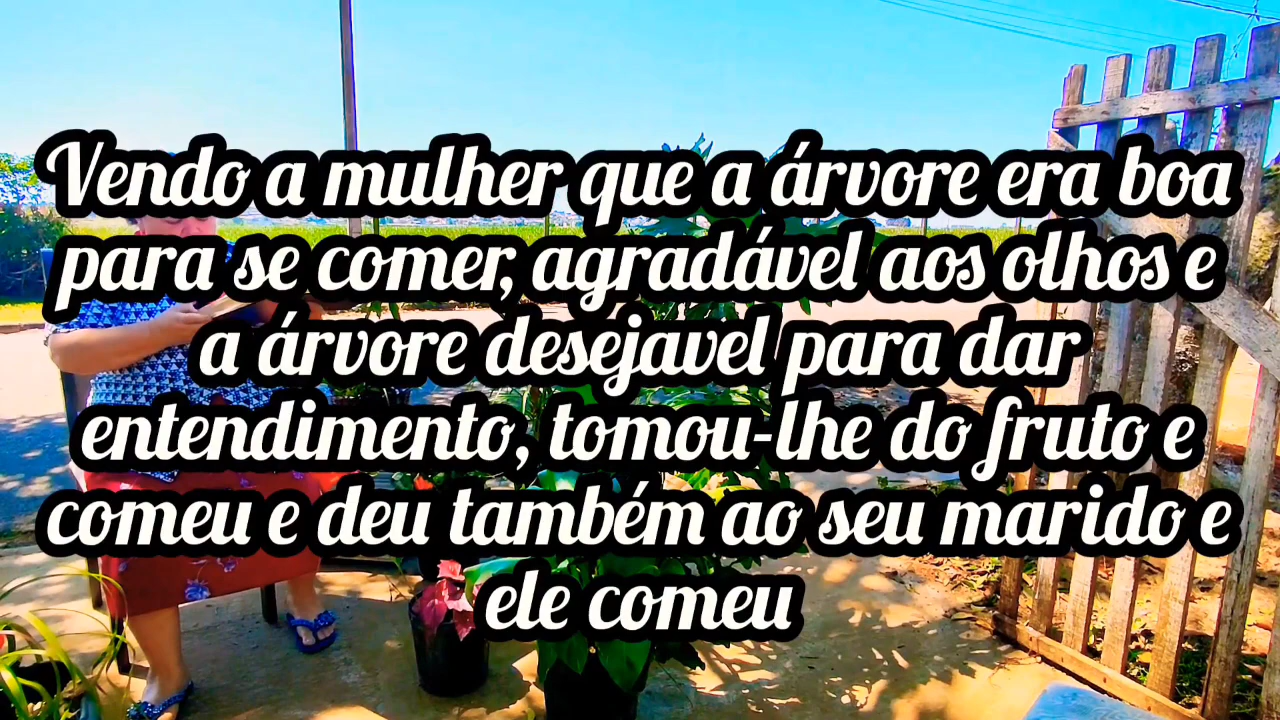 Vendo a mulher que a árvore era boa
para se comer, agradável aos olhos e
a árvore desejavel para dar
entendimento, tomou-lhe do fruto e
comeu e deu também ao seu marido e
ele comeu